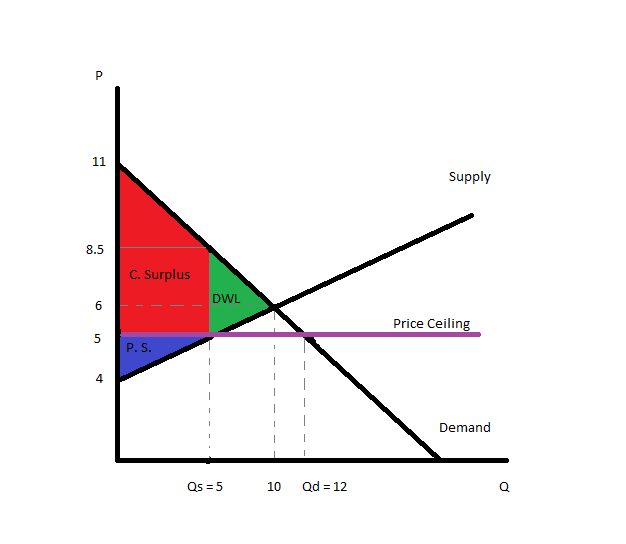 P
11
Supply
8.5
C. Surplus
DWL
6
Price Ceiling
5
P. S.
4
Demand
Qs = 5
10
Qd = 12
Q